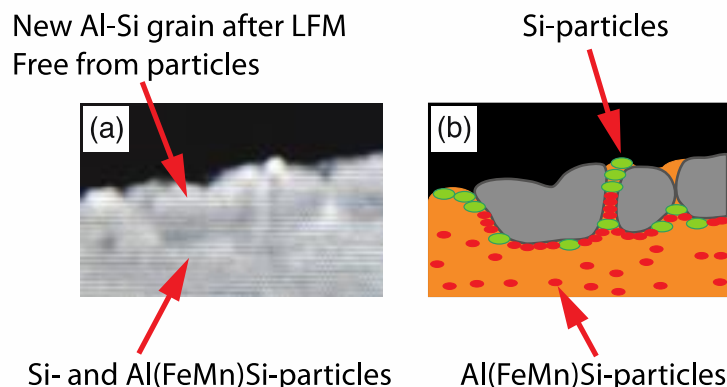 New Al-Si grain after LFM
Free from particles
Si-particles
(a)
(b)
Si- and Al(FeMn)Si-particles
Al(FeMn)Si-particles